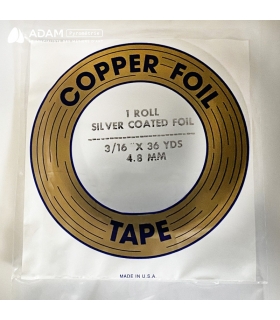 ADAM
COPPER FOIL
1 ROLL
SILVER COATED FOIL
3/16 " X 36 YDS
4.8 MM
TAPE
MADE IN U.S.A.